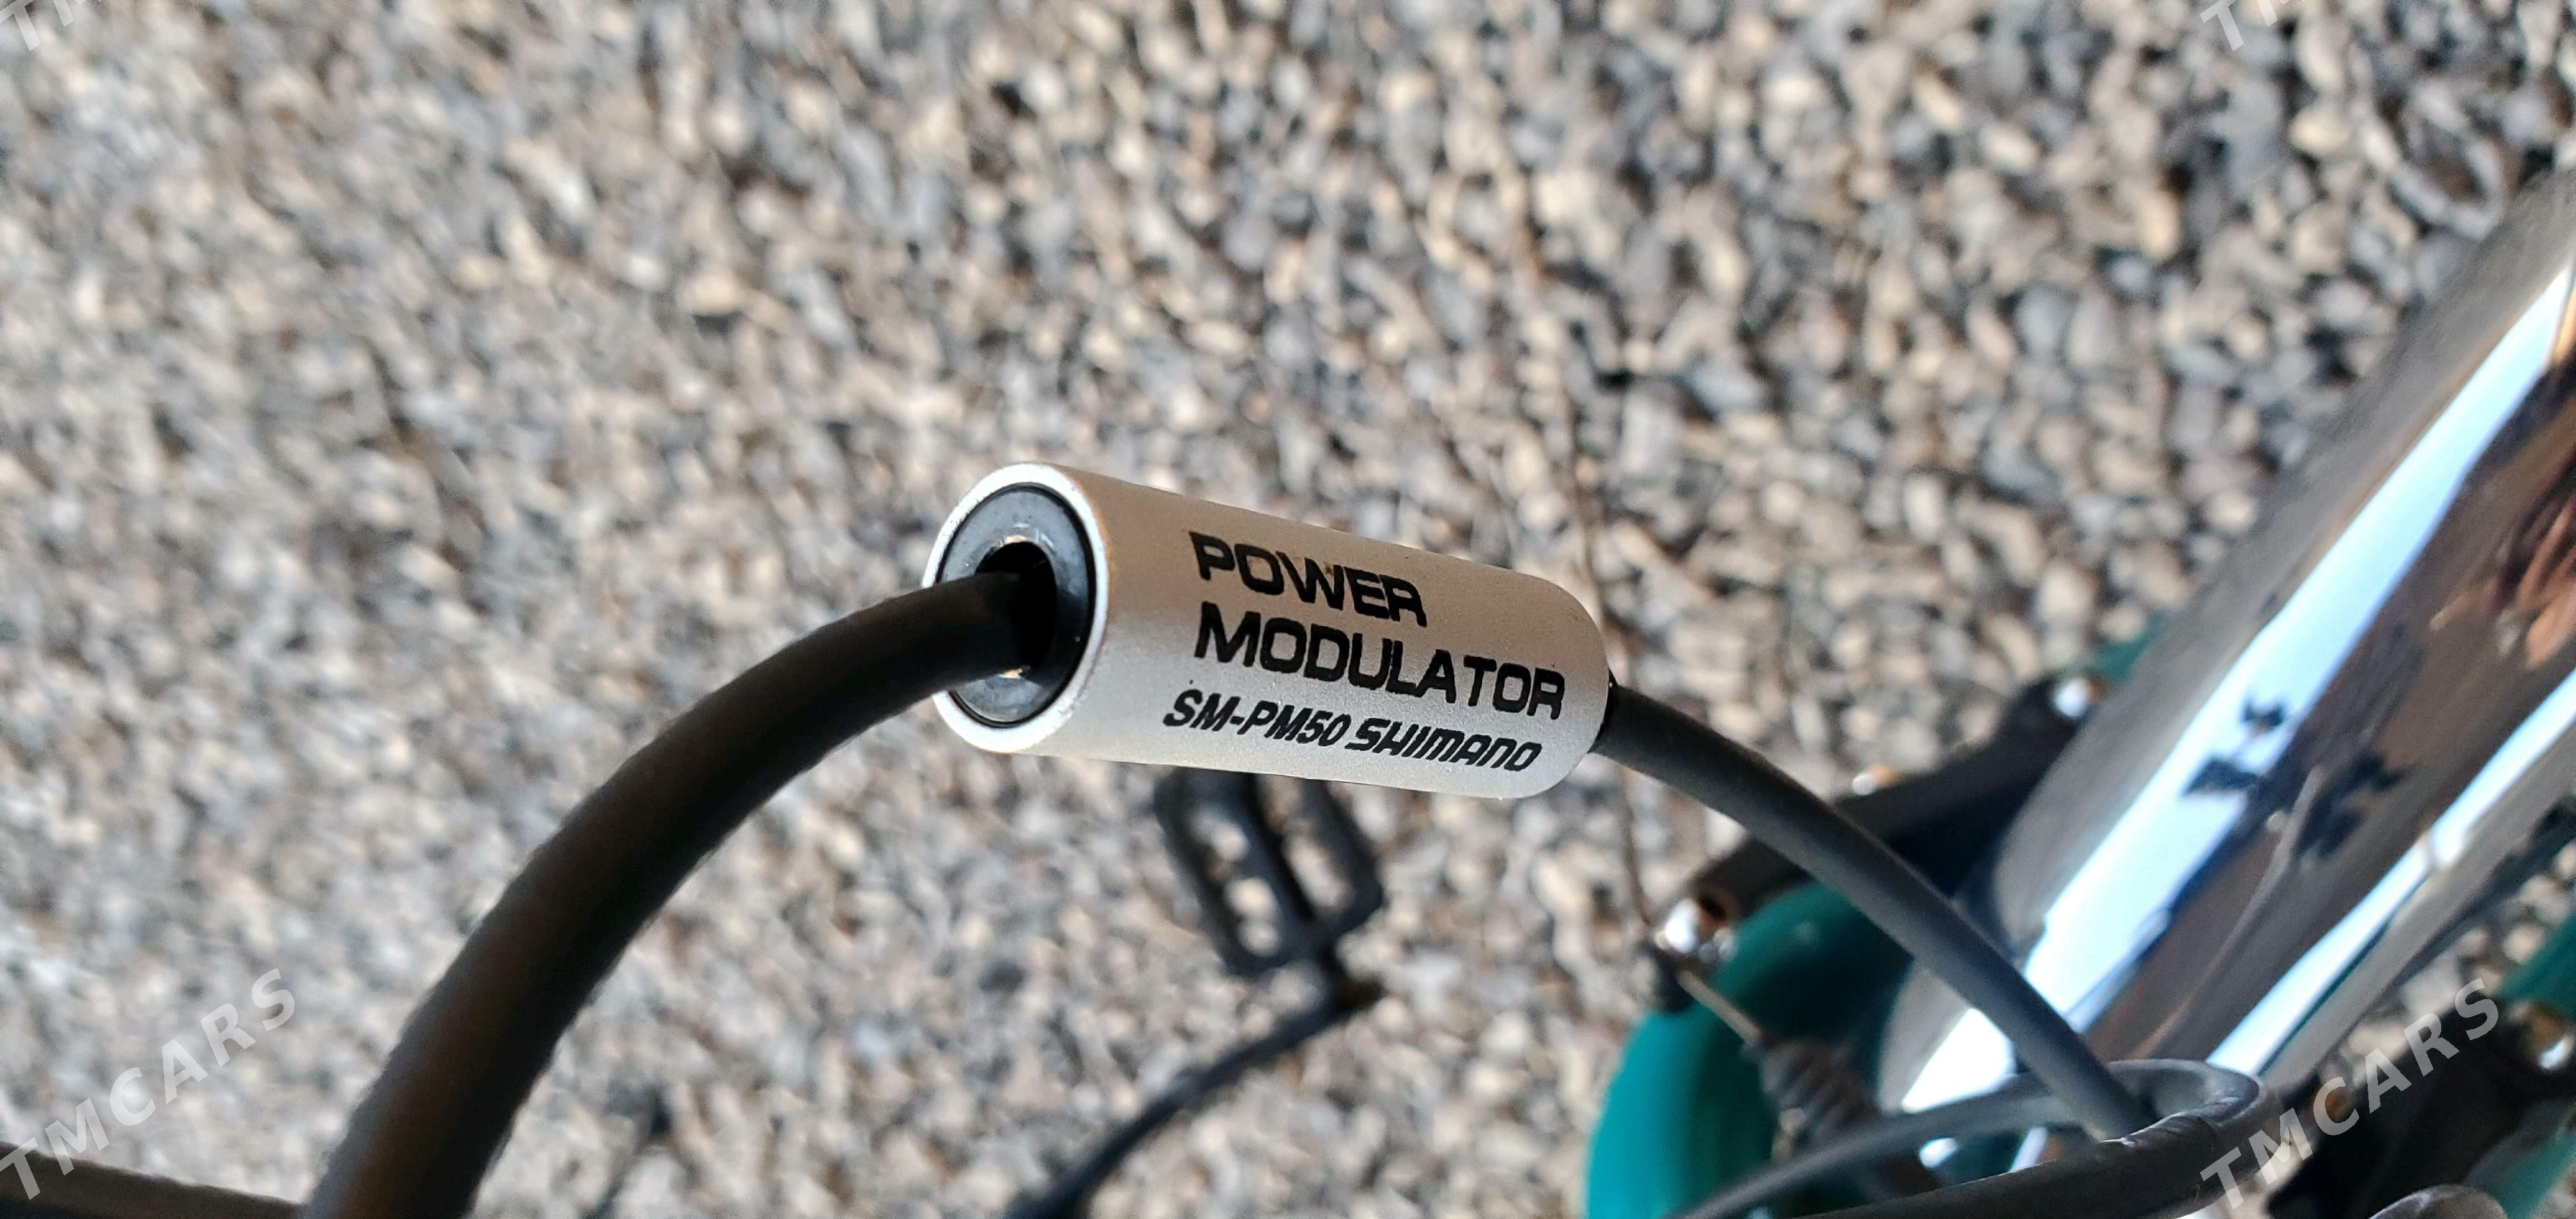 POWER
MODULATOR
SM-PM50 SHIMANO
TMCARS
TMCARS